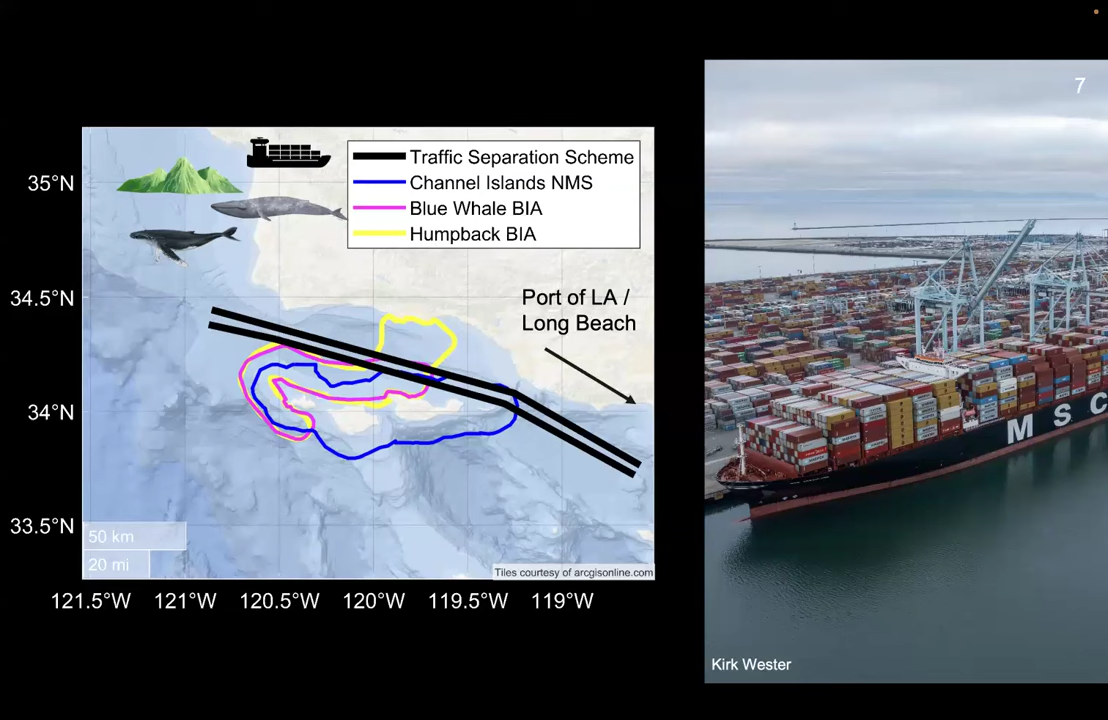 7
Traffic Separation Scheme
Channel Islands NMS
Blue Whale BIA
Humpback BIA
35°N
34.5°N
34°N
33.5°N
Port of LA /
Long Beach
50 km
20 mi
Tiles courtesy of arcgisonline.com
121.5°W 121°W 120.5°W 120°W 119.5°W 119°W
M S C
Kirk Wester